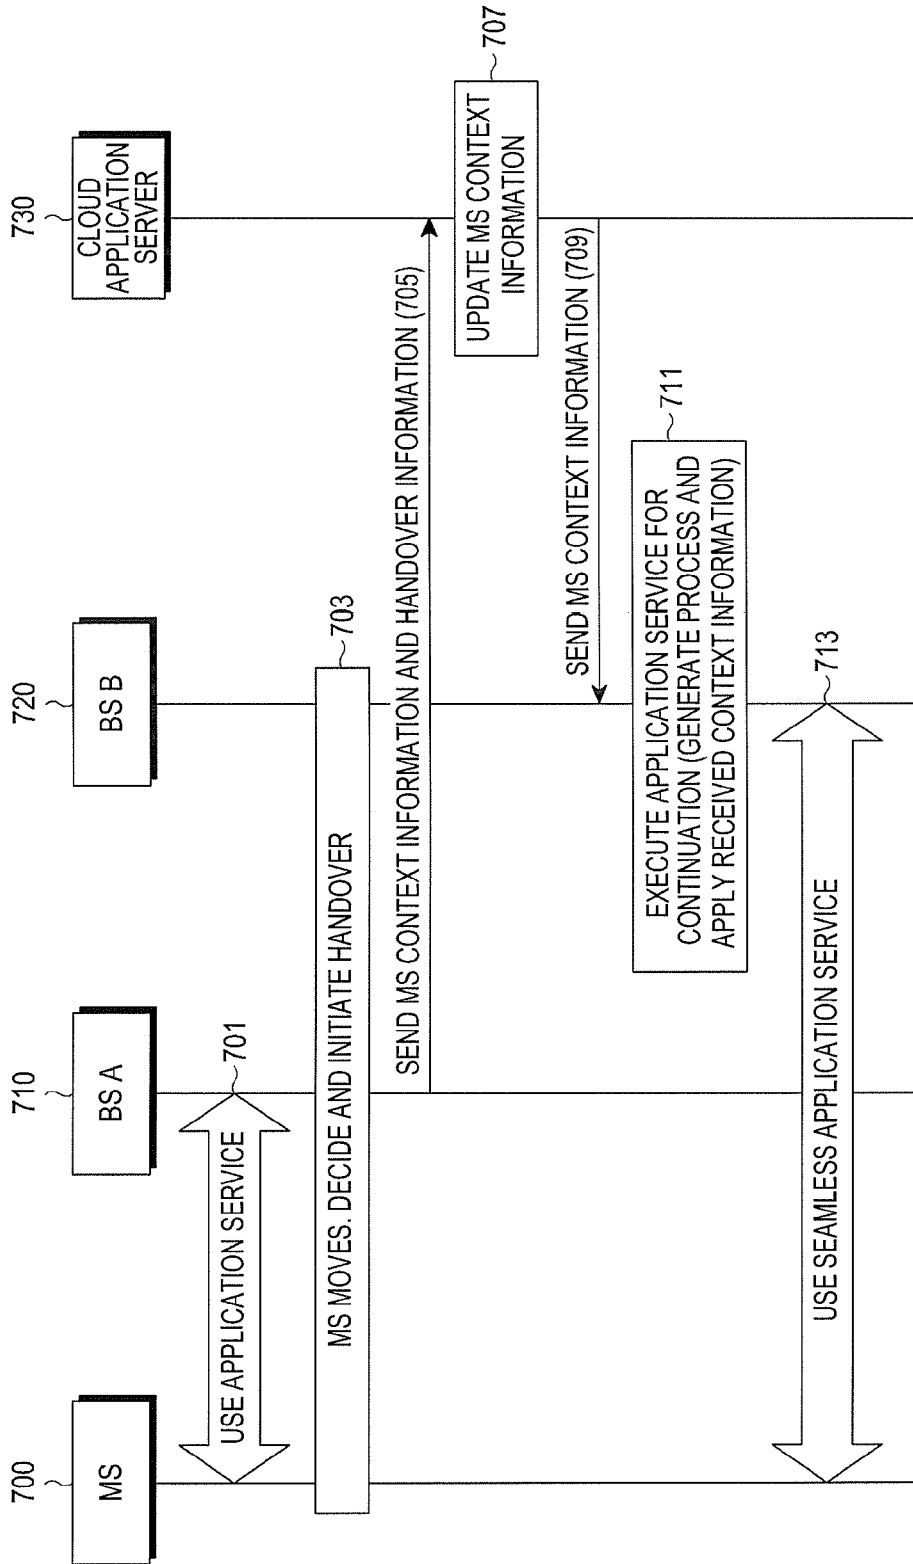 700
MS
710
BS A
720
BS B
730
CLOUD
APPLICATION
SERVER
USE APPLICATION SERVICE
701
MS MOVES. DECIDE AND INITIATE HANDOVER
703
SEND MS CONTEXT INFORMATION AND HANDOVER INFORMATION (705)
UPDATE MS CONTEXT
INFORMATION
707
SEND MS CONTEXT INFORMATION (709)
EXECUTE APPLICATION SERVICE FOR
CONTINUATION (GENERATE PROCESS AND
APPLY RECEIVED CONTEXT INFORMATION)
711
USE SEAMLESS APPLICATION SERVICE
713